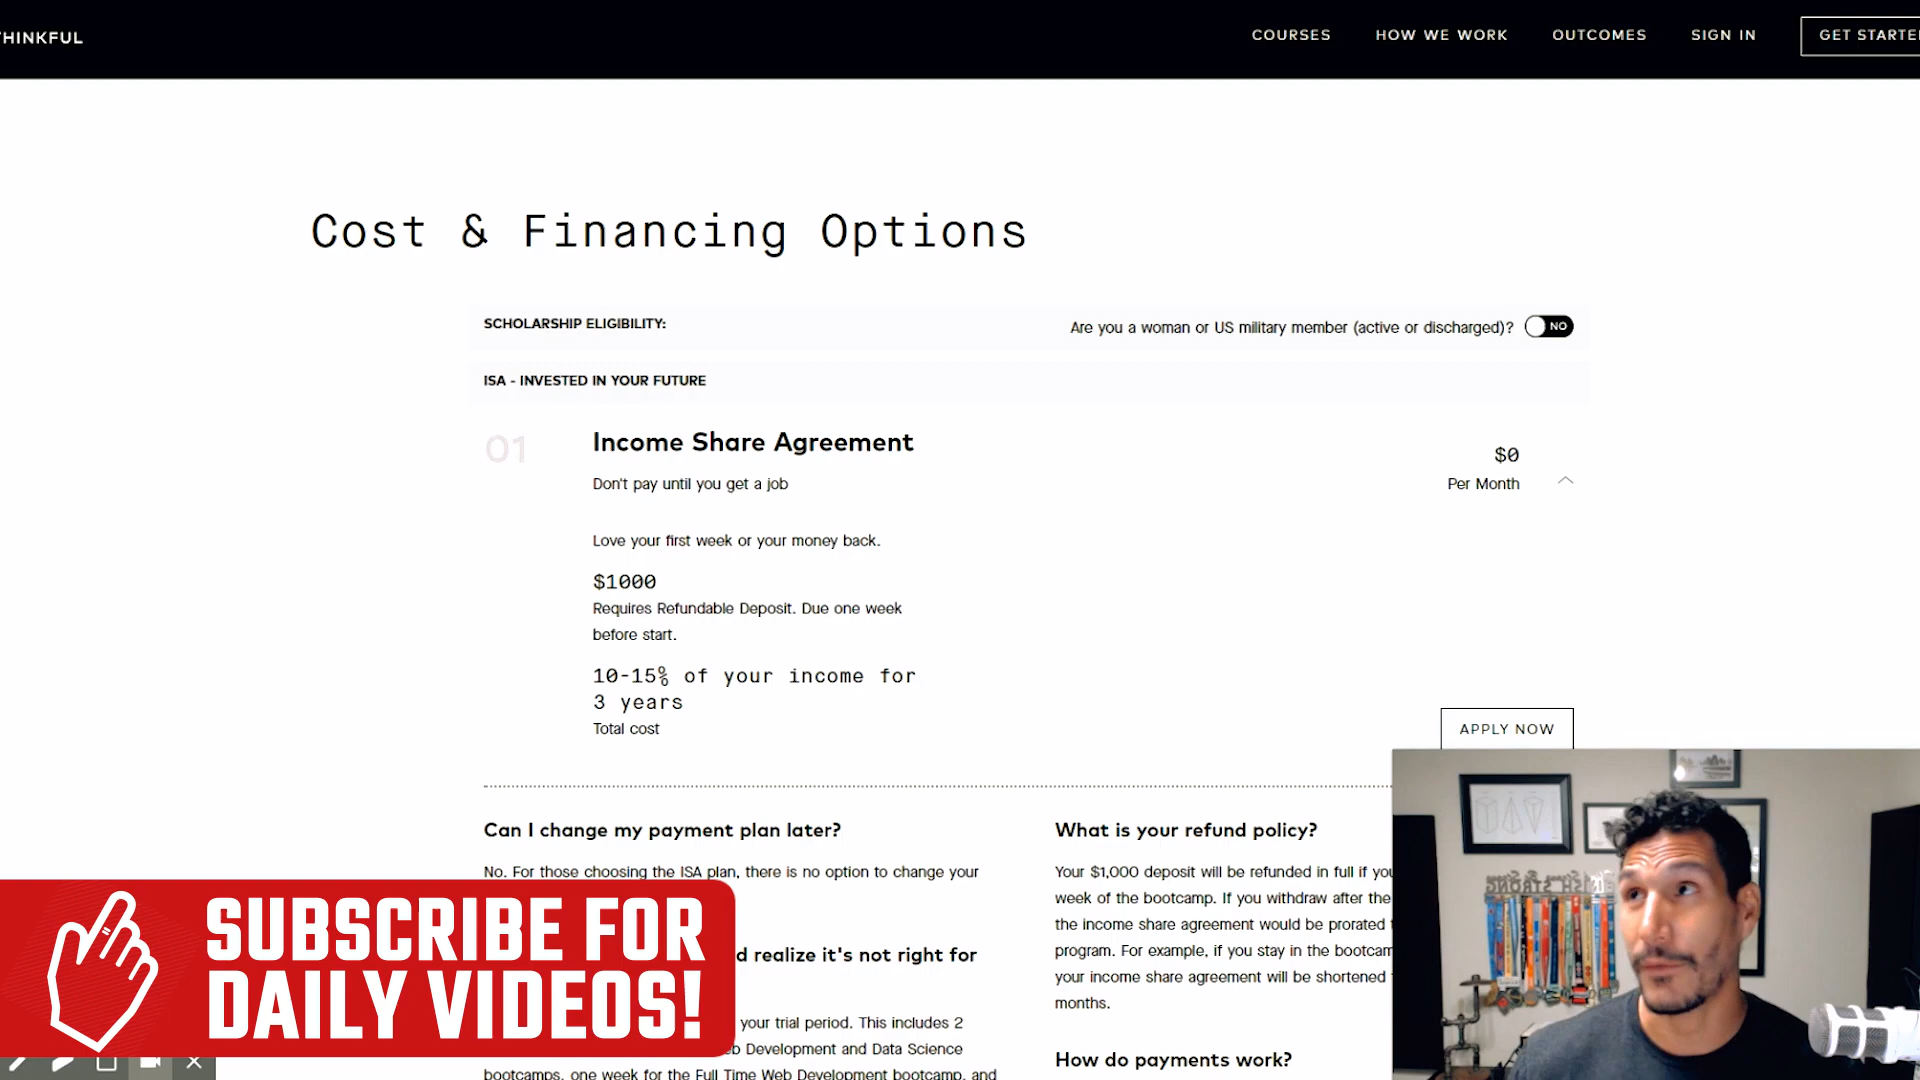 THINKFUL
COURSES
HOW WE WORK
OUTCOMES
SIGN IN
GET STARTE
Cost & Financing Options
SCHOLARSHIP ELIGIBILITY:
Are you a woman or US military member (active or discharged)?
NO
ISA - INVESTED IN YOUR FUTURE
01
Income Share Agreement
$0
Don't pay until you get a job
Per Month
Love your first week or your money back.
$1000
Requires Refundable Deposit. Due one week
before start.
10-15% of your income for
3 years
Total cost
APPLY NOW
Can I change my payment plan later?
No. For those choosing the ISA plan, there is no option to change your
d realize it's not right for
your trial period. This includes 2
b Development and Data Science
bootcamps, one week for the Full Time Web Development bootcamp, and
What is your refund policy?
Your $1,000 deposit will be refunded in full if you
week of the bootcamp. If you withdraw after the
the income share agreement would be prorated
program. For example, if you stay in the bootcam
your income share agreement will be shortened
months.
How do payments work?
SUBSCRIBE FOR
DAILY VIDEOS!